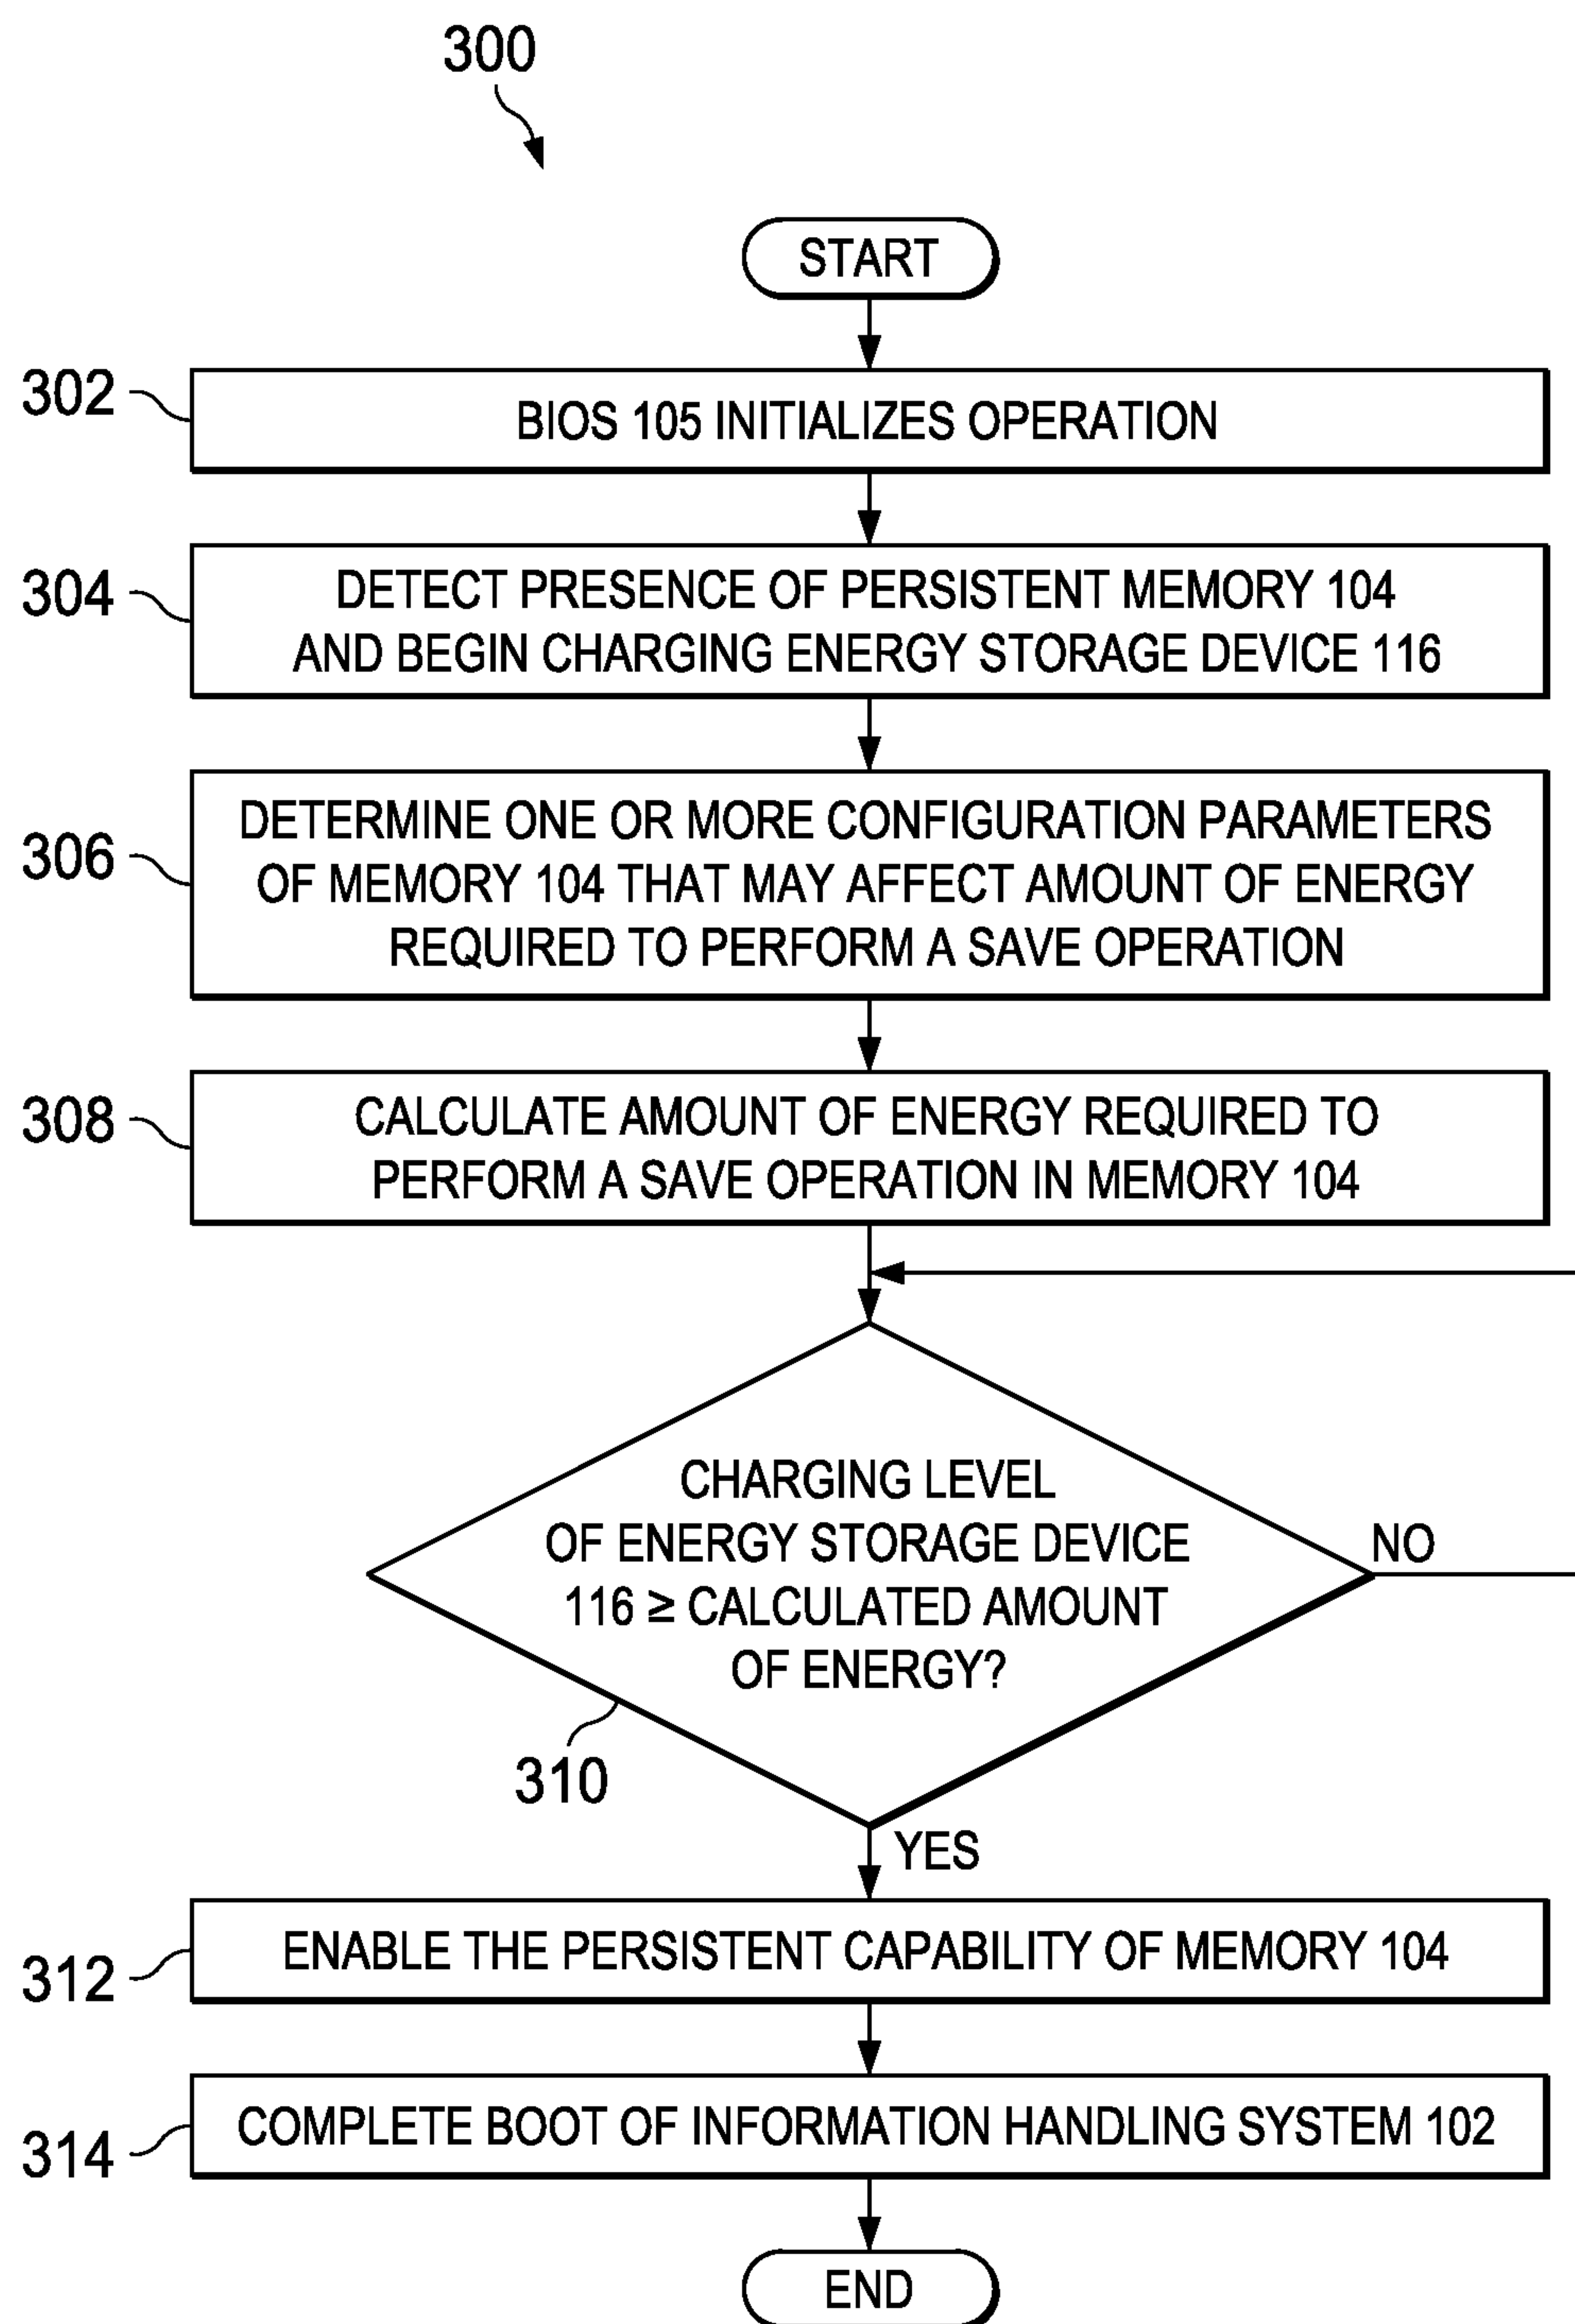 300
START
302
BIOS 105 INITIALIZES OPERATION
304
DETECT PRESENCE OF PERSISTENT MEMORY 104
AND BEGIN CHARGING ENERGY STORAGE DEVICE 116
306
DETERMINE ONE OR MORE CONFIGURATION PARAMETERS
OF MEMORY 104 THAT MAY AFFECT AMOUNT OF ENERGY
REQUIRED TO PERFORM A SAVE OPERATION
308
CALCULATE AMOUNT OF ENERGY REQUIRED TO
PERFORM A SAVE OPERATION IN MEMORY 104
CHARGING LEVEL
OF ENERGY STORAGE DEVICE
116 ≥ CALCULATED AMOUNT
OF ENERGY?
NO
310
YES
312
ENABLE THE PERSISTENT CAPABILITY OF MEMORY 104
314
COMPLETE BOOT OF INFORMATION HANDLING SYSTEM 102
END